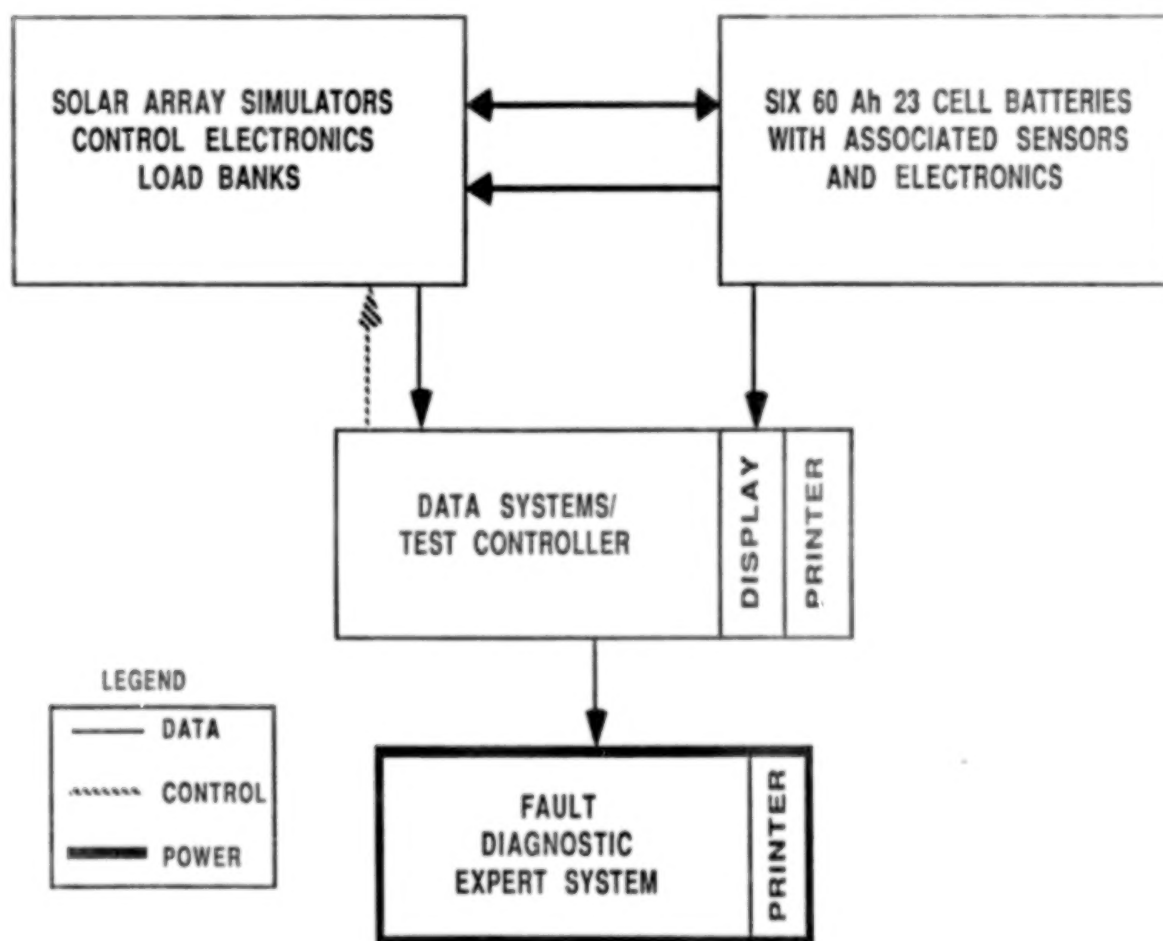 SOLAR ARRAY SIMULATORS
CONTROL ELECTRONICS
LOAD BANKS
SIX 60 Ah 23 CELL BATTERIES
WITH ASSOCIATED SENSORS
AND ELECTRONICS
DATA SYSTEMS/
TEST CONTROLLER
DISPLAY
PRINTER
LEGEND
DATA
CONTROL
POWER
FAULT
DIAGNOSTIC
EXPERT SYSTEM
PRINTER